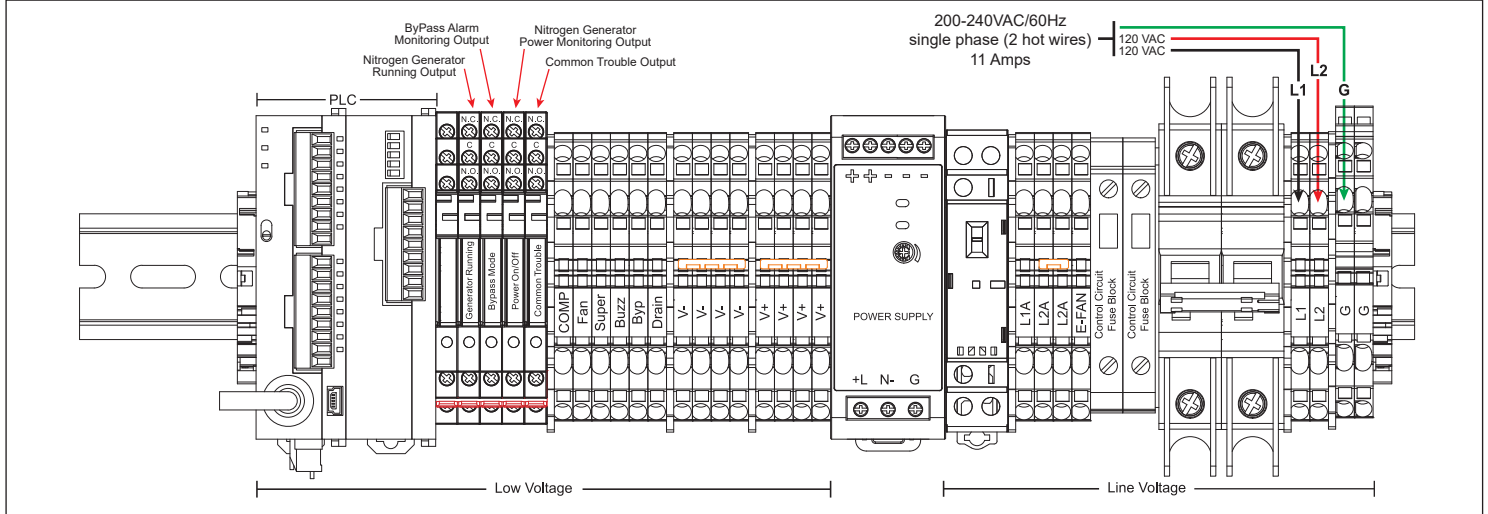 200-240VAC/60Hz
single phase (2 hot wires)
11 Amps
120 VAC
120 VAC
L1
L2
G
ByPass Alarm
Monitoring Output
Nitrogen Generator
Power Monitoring Output
Nitrogen Generator
Running Output
Common Trouble Output
PLC
N.C.
N.C.
N.C.
N.C.
C
C
C
C
N.O.
N.O.
N.O.
N.O.
Generator Running
Bypass Mode
Power On/Off
Common Trouble
COMP
Fan
Super
Buzz
Byp
Drain
V-
V-
V-
V-
V+
V+
V+
V+
++---
POWER SUPPLY
+L N- G
L1A
L2A
L2A
E-FAN
Control Circuit
Fuse Block
Control Circuit
Fuse Block
L1
L2
G
G
Low Voltage
Line Voltage